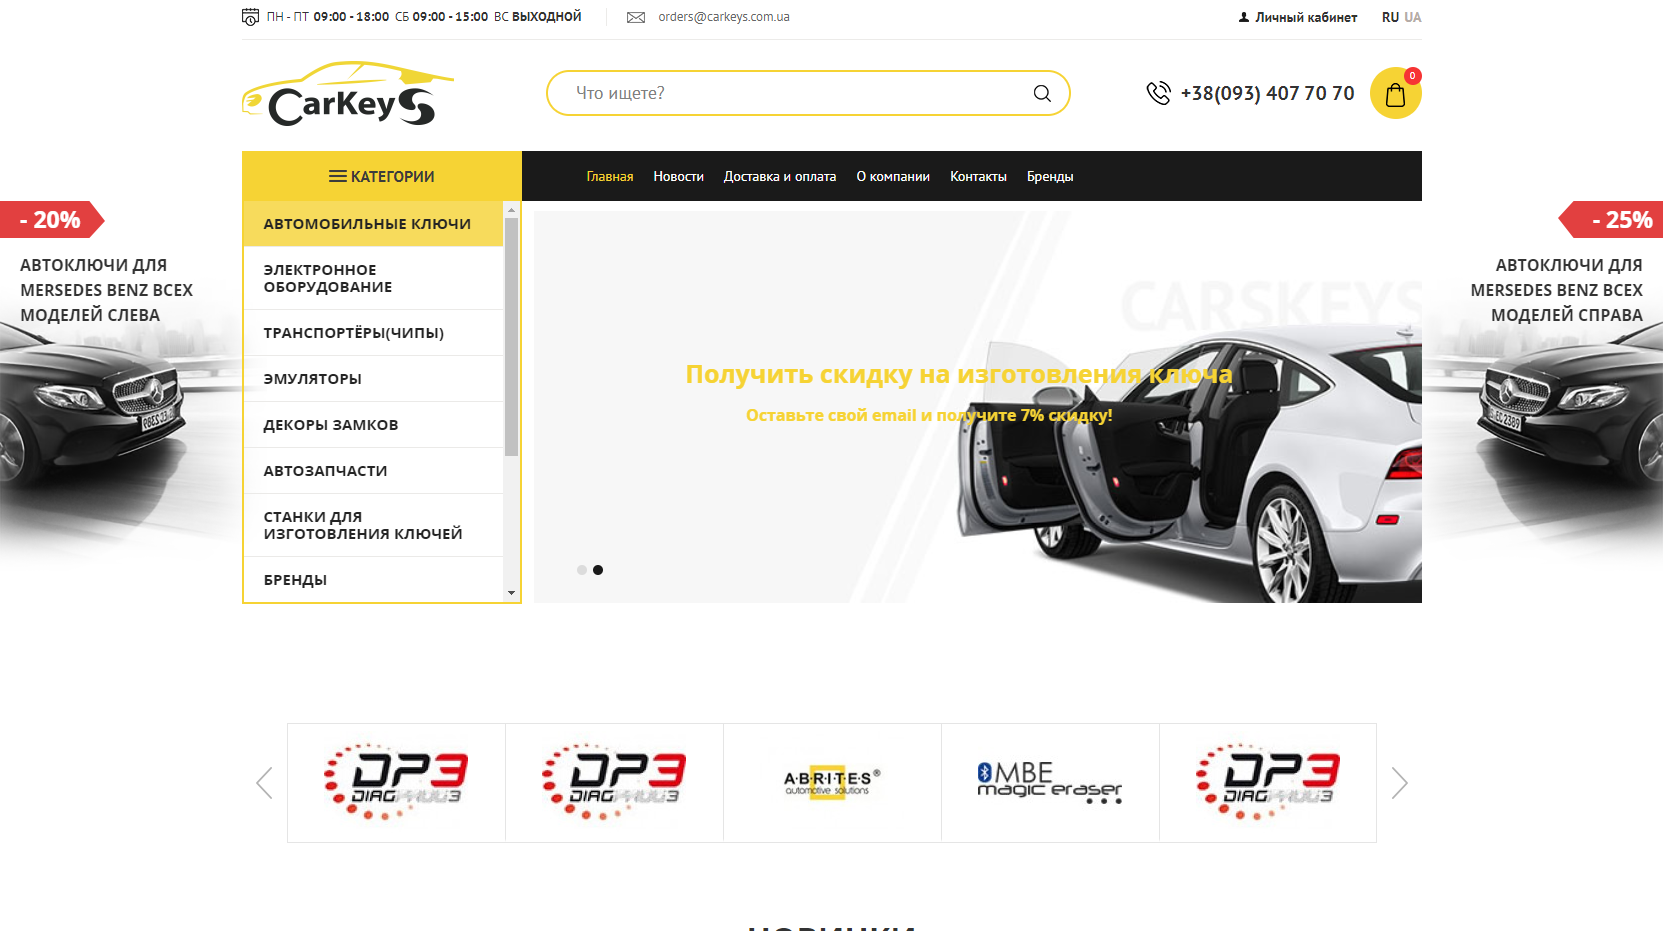 ПН - ПТ 09:00 - 18:00 СБ 09:00 - 15:00 ВС ВЫХОДНОЙ
orders@carkeys.com.ua
Личный кабинет
RU UA
CarKeyS
Что ищете?
+38(093) 407 70 70
0
КАТЕГОРИИ
Главная Новости Доставка и оплата О компании Контакты Бренды
- 20%
АВТОКЛЮЧИ ДЛЯ
MERSEDES BENZ ВСЕХ
МОДЕЛЕЙ СЛЕВА
АВТОМОБИЛЬНЫЕ КЛЮЧИ
ЭЛЕКТРОННОЕ
ОБОРУДОВАНИЕ
ТРАНСПОРТЁРЫ(ЧИПЫ)
ЭМУЛЯТОРЫ
ДЕКОРЫ ЗАМКОВ
АВТОЗАПЧАСТИ
СТАНКИ ДЛЯ
ИЗГОТОВЛЕНИЯ КЛЮЧЕЙ
БРЕНДЫ
CARSKEYS
Получить скидку на изготовления ключа
Оставьте свой email и получите 7% скидку!
- 25%
АВТОКЛЮЧИ ДЛЯ
MERSEDES BENZ ВСЕХ
МОДЕЛЕЙ СПРАВА
DP3
DP3
A·B·R·I·T·E·S®
automotive solutions
MBE
magic eraser
DP3
НОВИНКИ